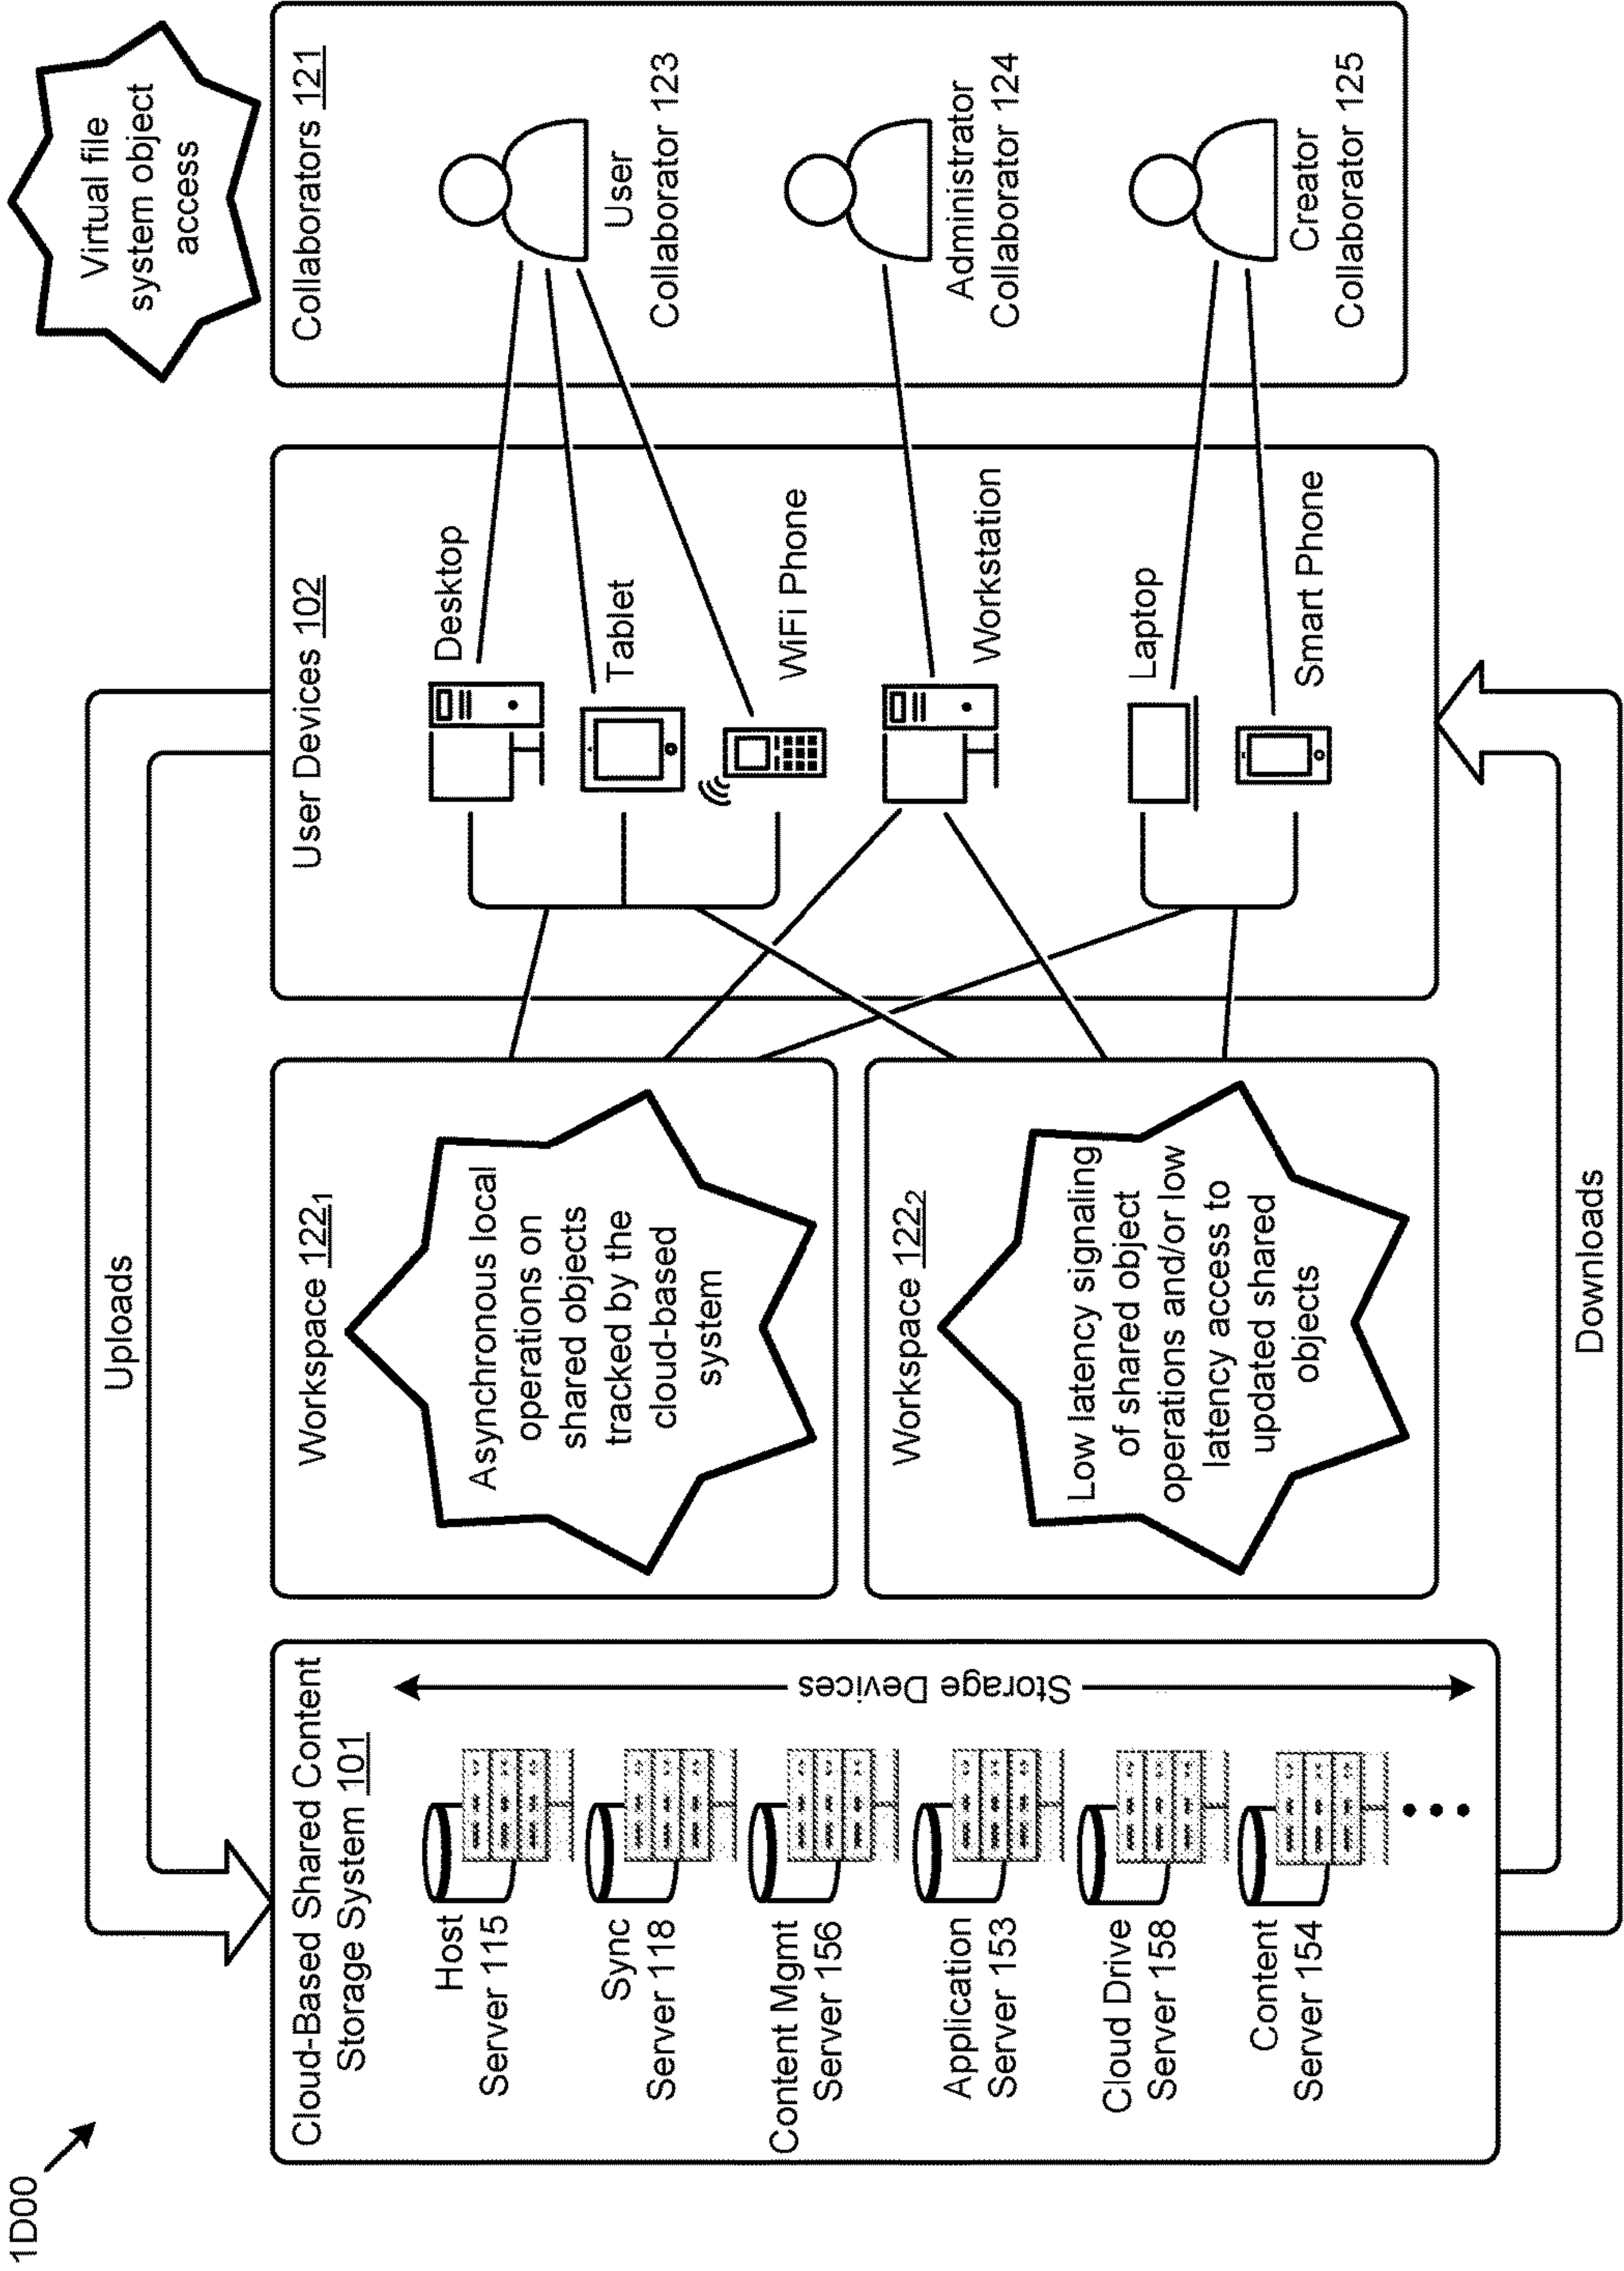 1D00
Uploads
Cloud-Based Shared Content
Storage System 101
Host
Server 115
Sync
Server 118
Content Mgmt
Server 156
Application
Server 153
Cloud Drive
Server 158
Content
Server 154
Storage Devices
Workspace 122₁
Asynchronous local
operations on
shared objects
tracked by the
cloud-based
system
Workspace 122₂
Low latency signaling
of shared object
operations and/or low
latency access to
updated shared
objects
User Devices 102
Desktop
Tablet
WiFi Phone
Workstation
Laptop
Smart Phone
Virtual file
system object
access
Collaborators 121
User
Collaborator 123
Administrator
Collaborator 124
Creator
Collaborator 125
Downloads